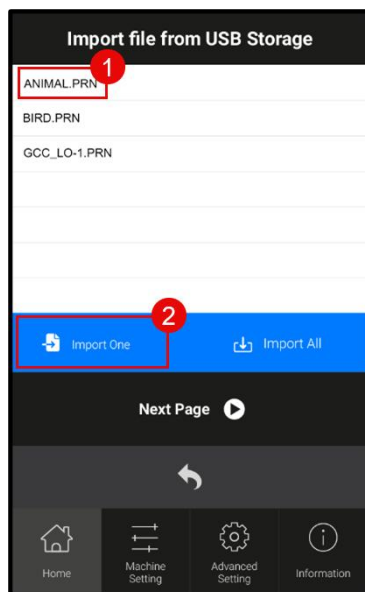 Import file from USB Storage
1
ANIMAL.PRN
BIRD.PRN
GCC_LO-1.PRN
2
Import One
Import All
Next Page
Home
Machine
Setting
Advanced
Setting
Information